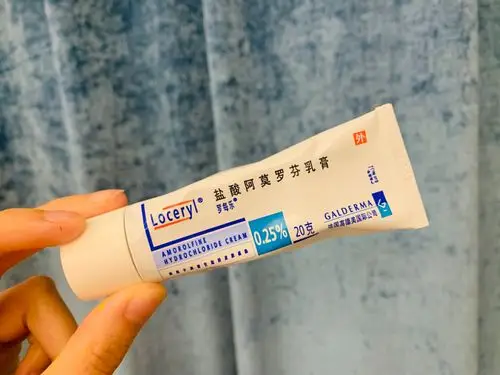 外
盐酸阿莫罗芬乳膏
Loceryl®
罗每乐®
AMOROLFINE
HYDROCHLORIDE CREAM
0.25%
20克
GALDERMA